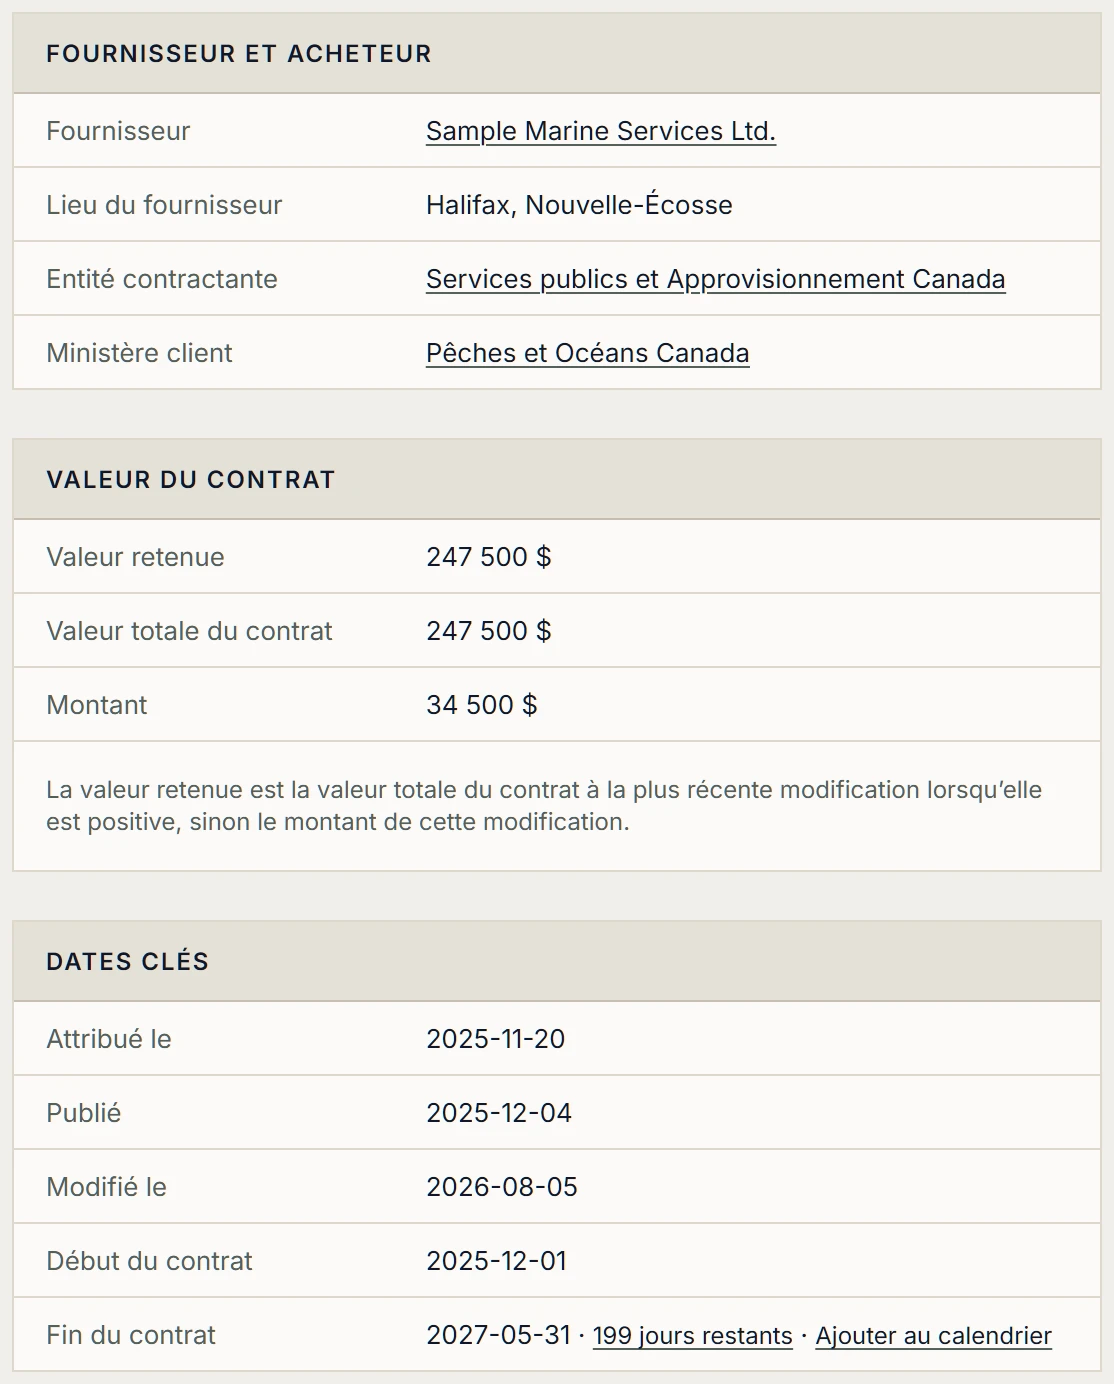 FOURNISSEUR ET ACHETEUR
Fournisseur Sample Marine Services Ltd.
Lieu du fournisseur Halifax, Nouvelle-Écosse
Entité contractante Services publics et Approvisionnement Canada
Ministère client Pêches et Océans Canada
VALEUR DU CONTRAT
Valeur retenue 247 500 $
Valeur totale du contrat 247 500 $
Montant 34 500 $
La valeur retenue est la valeur totale du contrat à la plus récente modification lorsqu’elle
est positive, sinon le montant de cette modification.
DATES CLÉS
Attribué le 2025-11-20
Publié 2025-12-04
Modifié le 2026-08-05
Début du contrat 2025-12-01
Fin du contrat 2027-05-31 · 199 jours restants · Ajouter au calendrier